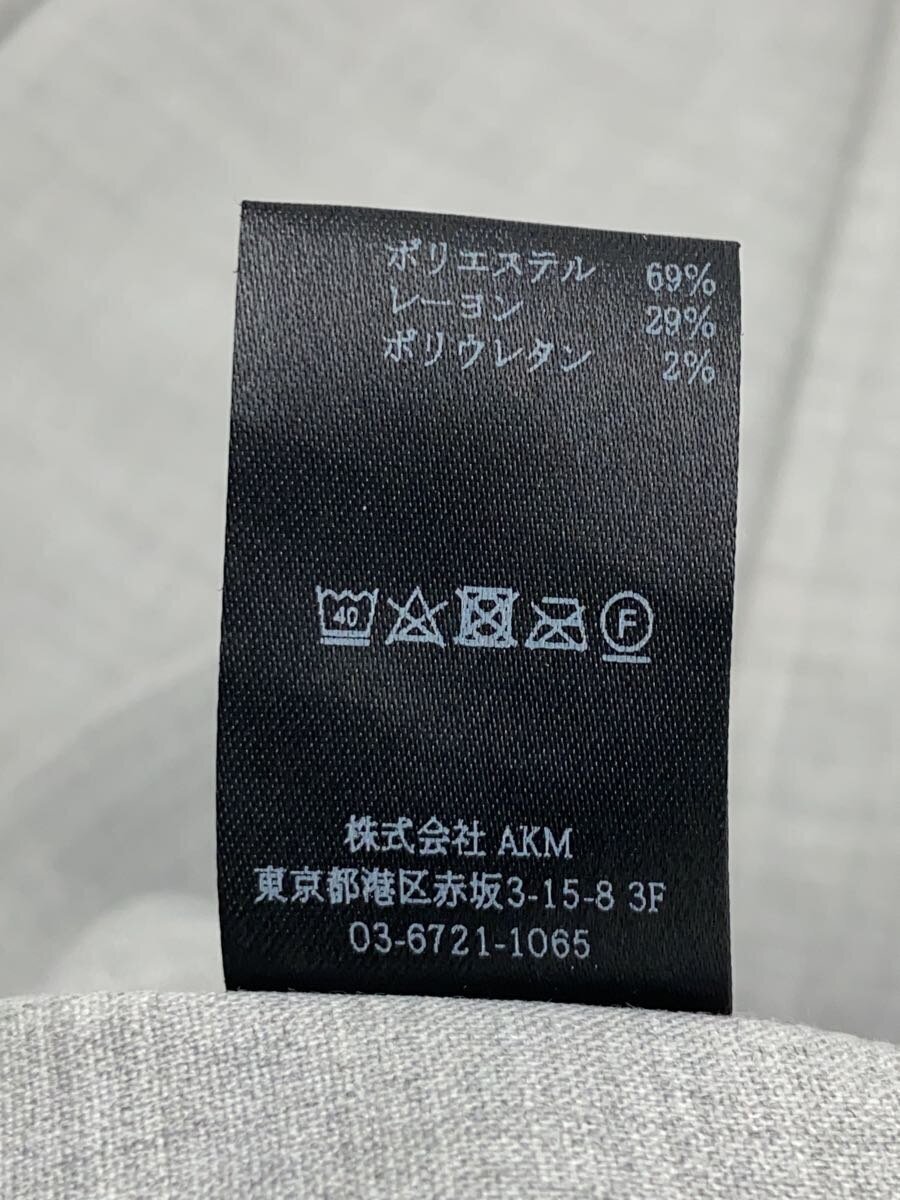 ポリエステル 69%
レーヨン 29%
ポリウレタン 2%
40 F
株式会社 AKM
東京都港区赤坂3-15-8 3F
03-6721-1065